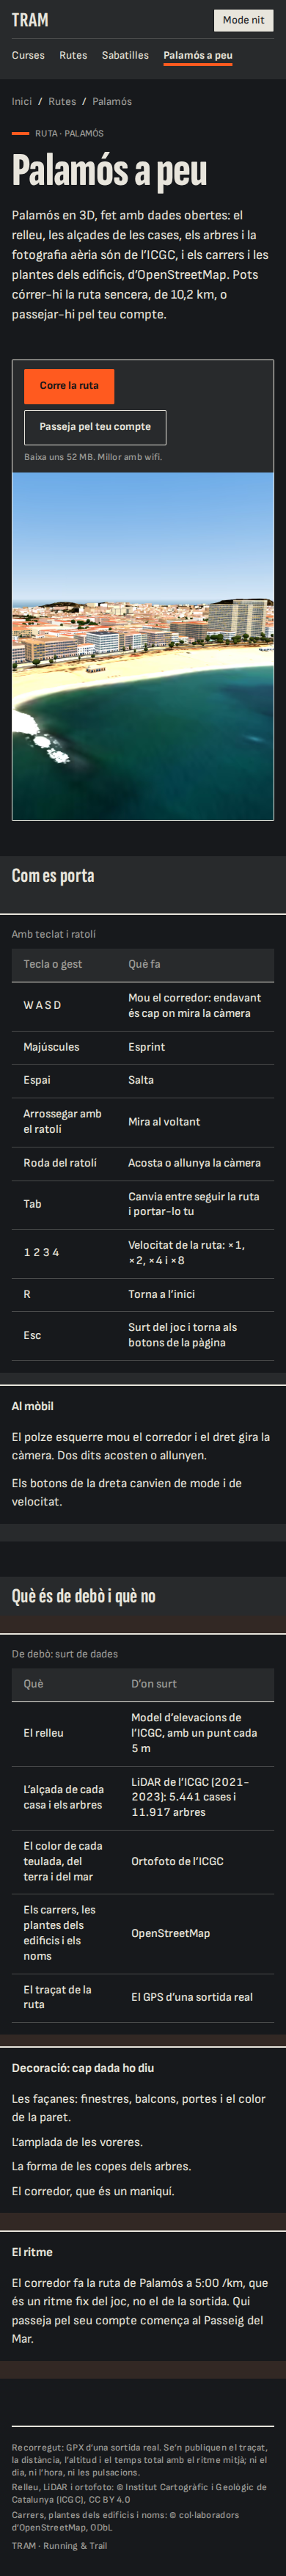 TRAM
Mode nit
Curses Rutes Sabatilles Palamós a peu
Inici / Rutes / Palamós
RUTA · PALAMÓS
Palamós a peu
Palamós en 3D, fet amb dades obertes: el
relleu, les alçades de les cases, els arbres i la
fotografia aèria són de l’ICGC, i els carrers i les
plantes dels edificis, d’OpenStreetMap. Pots
córrer-hi la ruta sencera, de 10,2 km, o
passejar-hi pel teu compte.
Corre la ruta
Passeja pel teu compte
Baixa uns 52 MB. Millor amb wifi.
Com es porta
Amb teclat i ratolí
Tecla o gest Què fa
W A S D Mou el corredor: endavant
és cap on mira la càmera
Majúscules Esprint
Espai Salta
Arrossegar amb
el ratolí Mira al voltant
Roda del ratolí Acosta o allunya la càmera
Tab Canvia entre seguir la ruta
i portar-lo tu
1 2 3 4 Velocitat de la ruta: ×1,
×2, ×4 i ×8
R Torna a l’inici
Esc Surt del joc i torna als
botons de la pàgina
Al mòbil
El polze esquerre mou el corredor i el dret gira la
càmera. Dos dits acosten o allunyen.
Els botons de la dreta canvien de mode i de
velocitat.
Què és de debò i què no
De debò: surt de dades
Què D’on surt
El relleu Model d’elevacions de
l’ICGC, amb un punt cada
5 m
L’alçada de cada
casa i els arbres LiDAR de l’ICGC (2021-
2023): 5.441 cases i
11.917 arbres
El color de cada
teulada, del
terra i del mar Ortofoto de l’ICGC
Els carrers, les
plantes dels
edificis i els
noms OpenStreetMap
El traçat de la
ruta El GPS d’una sortida real
Decoració: cap dada ho diu
Les façanes: finestres, balcons, portes i el color
de la paret.
L’amplada de les voreres.
La forma de les copes dels arbres.
El corredor, que és un maniquí.
El ritme
El corredor fa la ruta de Palamós a 5:00 /km, que
és un ritme fix del joc, no el de la sortida. Qui
passeja pel seu compte comença al Passeig del
Mar.
Recorregut: GPX d’una sortida real. Se’n publiquen el traçat,
la distància, l’altitud i el temps total amb el ritme mitjà; ni el
dia, ni l’hora, ni les pulsacions.
Relleu, LiDAR i ortofoto: © Institut Cartogràfic i Geològic de
Catalunya (ICGC), CC BY 4.0
Carrers, plantes dels edificis i noms: © col·laboradors
d’OpenStreetMap, ODbL
TRAM · Running & Trail